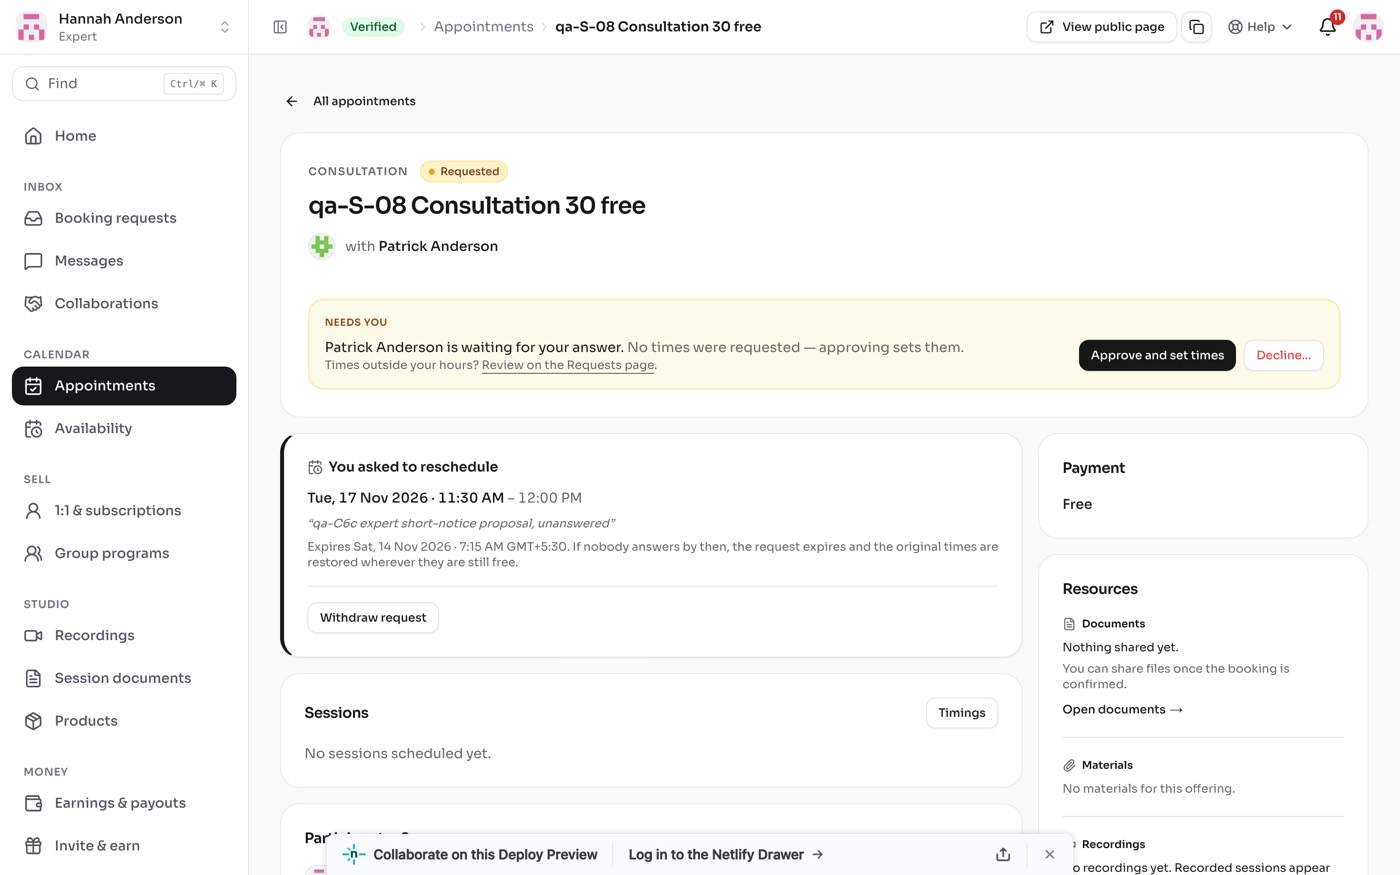 Hannah Anderson
Expert
Verified
Appointments
qa-S-08 Consultation 30 free
View public page
Help
11
Find
Ctrl/⌘ K
Home
INBOX
Booking requests
Messages
Collaborations
CALENDAR
Appointments
Availability
SELL
1:1 & subscriptions
Group programs
STUDIO
Recordings
Session documents
Products
MONEY
Earnings & payouts
Invite & earn
All appointments
CONSULTATION
Requested
qa-S-08 Consultation 30 free
with Patrick Anderson
NEEDS YOU
Patrick Anderson is waiting for your answer. No times were requested — approving sets them.
Times outside your hours? Review on the Requests page.
Approve and set times
Decline...
You asked to reschedule
Tue, 17 Nov 2026 · 11:30 AM – 12:00 PM
“qa-C6c expert short-notice proposal, unanswered”
Expires Sat, 14 Nov 2026 · 7:15 AM GMT+5:30. If nobody answers by then, the request expires and the original times are
restored wherever they are still free.
Withdraw request
Sessions
Timings
No sessions scheduled yet.
Payment
Free
Resources
Documents
Nothing shared yet.
You can share files once the booking is
confirmed.
Open documents →
Materials
No materials for this offering.
Recordings
recordings yet. Recorded sessions appear
Collaborate on this Deploy Preview
Log in to the Netlify Drawer →